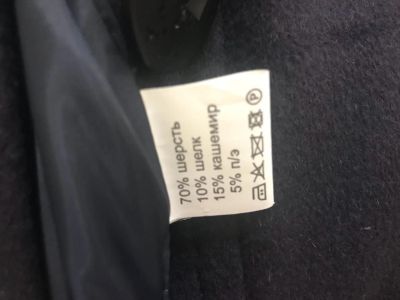 70% шерсть
10% шелк
15% кашемир
5% п/э
P